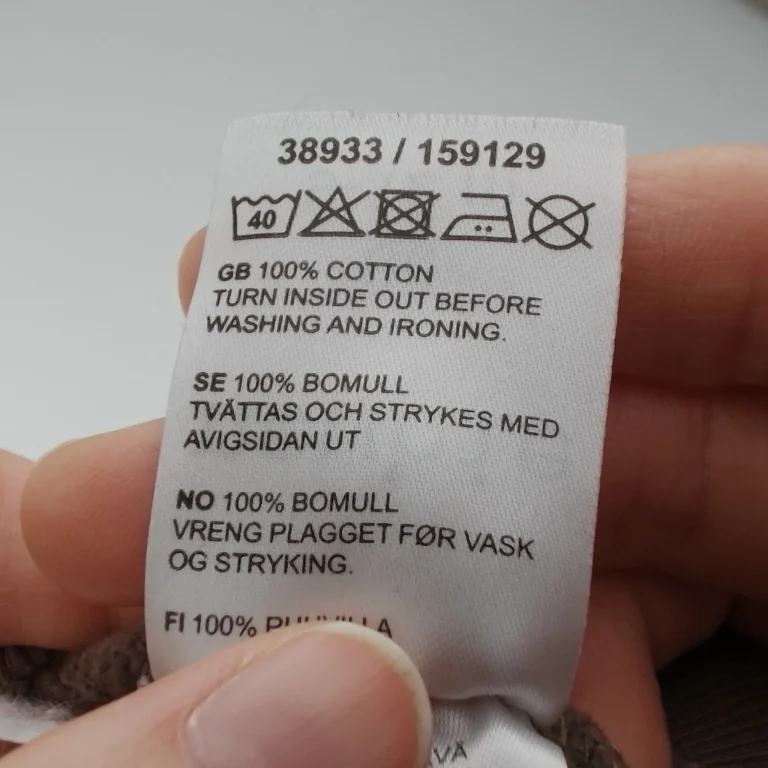 38933 / 159129
40
GB 100% COTTON
TURN INSIDE OUT BEFORE
WASHING AND IRONING.
SE 100% BOMULL
TVÄTTAS OCH STRYKES MED
AVIGSIDAN UT
NO 100% BOMULL
VRENG PLAGGET FØR VASK
OG STRYKING.
FI 100%